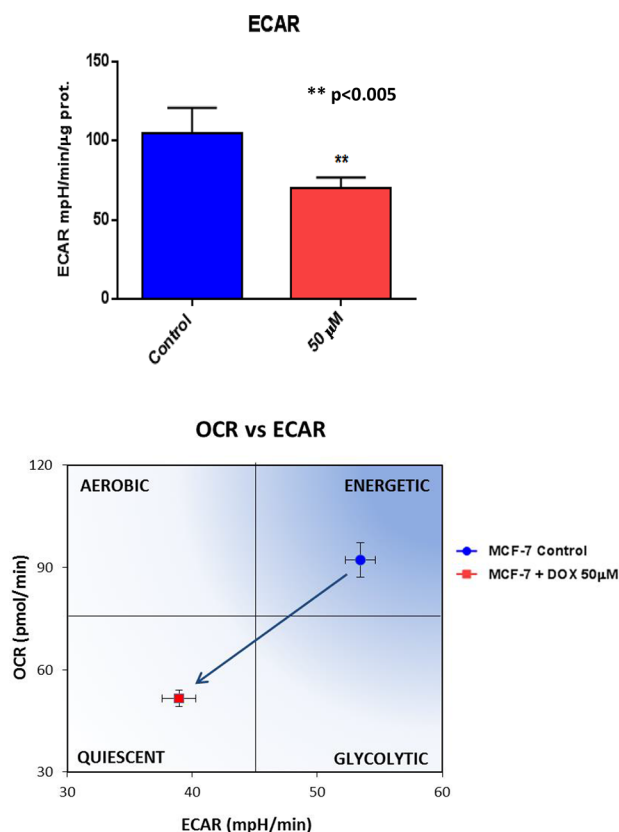 ECAR
ECAR mpH/min/µg prot.
150
100
50
0
** p<0.005
**
Control
50 µM
OCR vs ECAR
OCR (pmol/min)
120
90
60
30
AEROBIC
ENERGETIC
QUIESCENT
GLYCOLYTIC
30
40
50
60
ECAR (mpH/min)
MCF-7 Control
MCF-7 + DOX 50µM